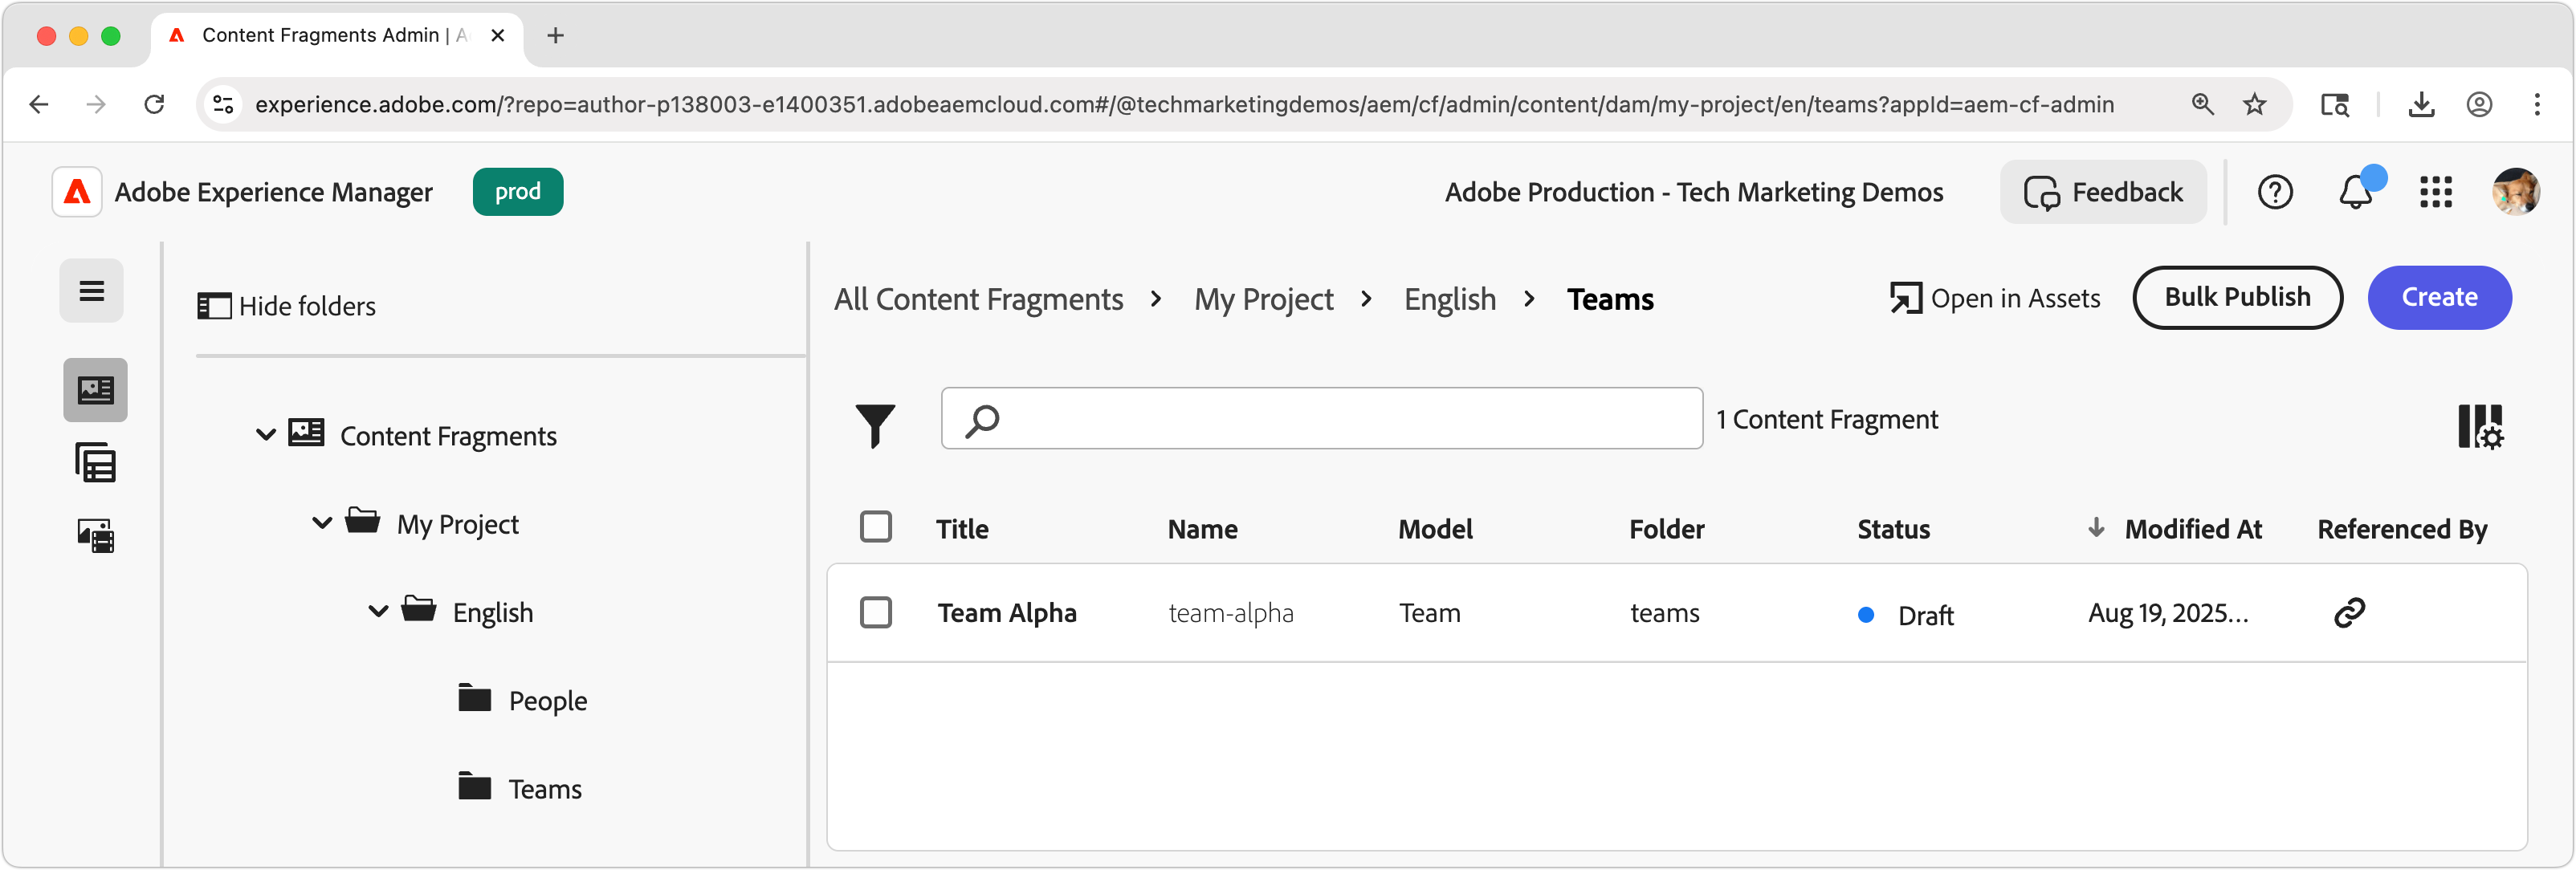 Content Fragments Admin | A
experience.adobe.com/?repo=author-p138003-e1400351.adobeaemcloud.com#/@techmarketingdemos/aem/cf/admin/content/dam/my-project/en/teams?appId=aem-cf-admin
Adobe Experience Manager prod Adobe Production - Tech Marketing Demos Feedback
Hide folders
Content Fragments
My Project
English
People
Teams
All Content Fragments > My Project > English > Teams Open in Assets Bulk Publish Create
1 Content Fragment
Title Name Model Folder Status Modified At Referenced By
Team Alpha team-alpha Team teams Draft Aug 19, 2025...